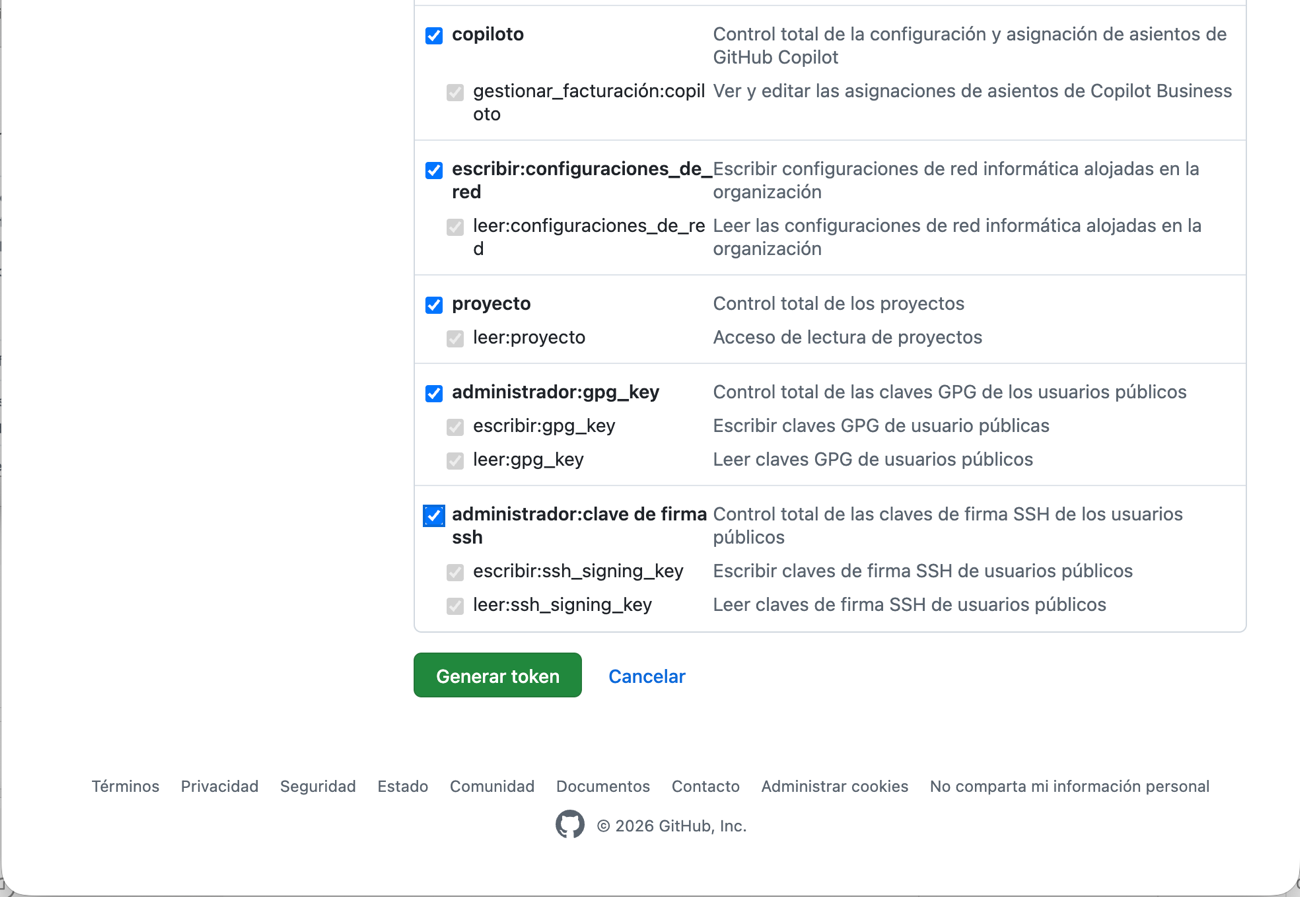 copiloto
Control total de la configuración y asignación de asientos de
GitHub Copilot
gestionar_facturación:copil
oto
Ver y editar las asignaciones de asientos de Copilot Business
escribir:configuraciones_de_
red
Escribir configuraciones de red informática alojadas en la
organización
leer:configuraciones_de_re
d
Leer las configuraciones de red informática alojadas en la
organización
proyecto
Control total de los proyectos
leer:proyecto
Acceso de lectura de proyectos
administrador:gpg_key
Control total de las claves GPG de los usuarios públicos
escribir:gpg_key
Escribir claves GPG de usuario públicas
leer:gpg_key
Leer claves GPG de usuarios públicos
administrador:clave de firma
ssh
Control total de las claves de firma SSH de los usuarios
públicos
escribir:ssh_signing_key
Escribir claves de firma SSH de usuarios públicos
leer:ssh_signing_key
Leer claves de firma SSH de usuarios públicos
Generar token
Cancelar
Términos Privacidad Seguridad Estado Comunidad Documentos Contacto Administrar cookies No comparta mi información personal
© 2026 GitHub, Inc.